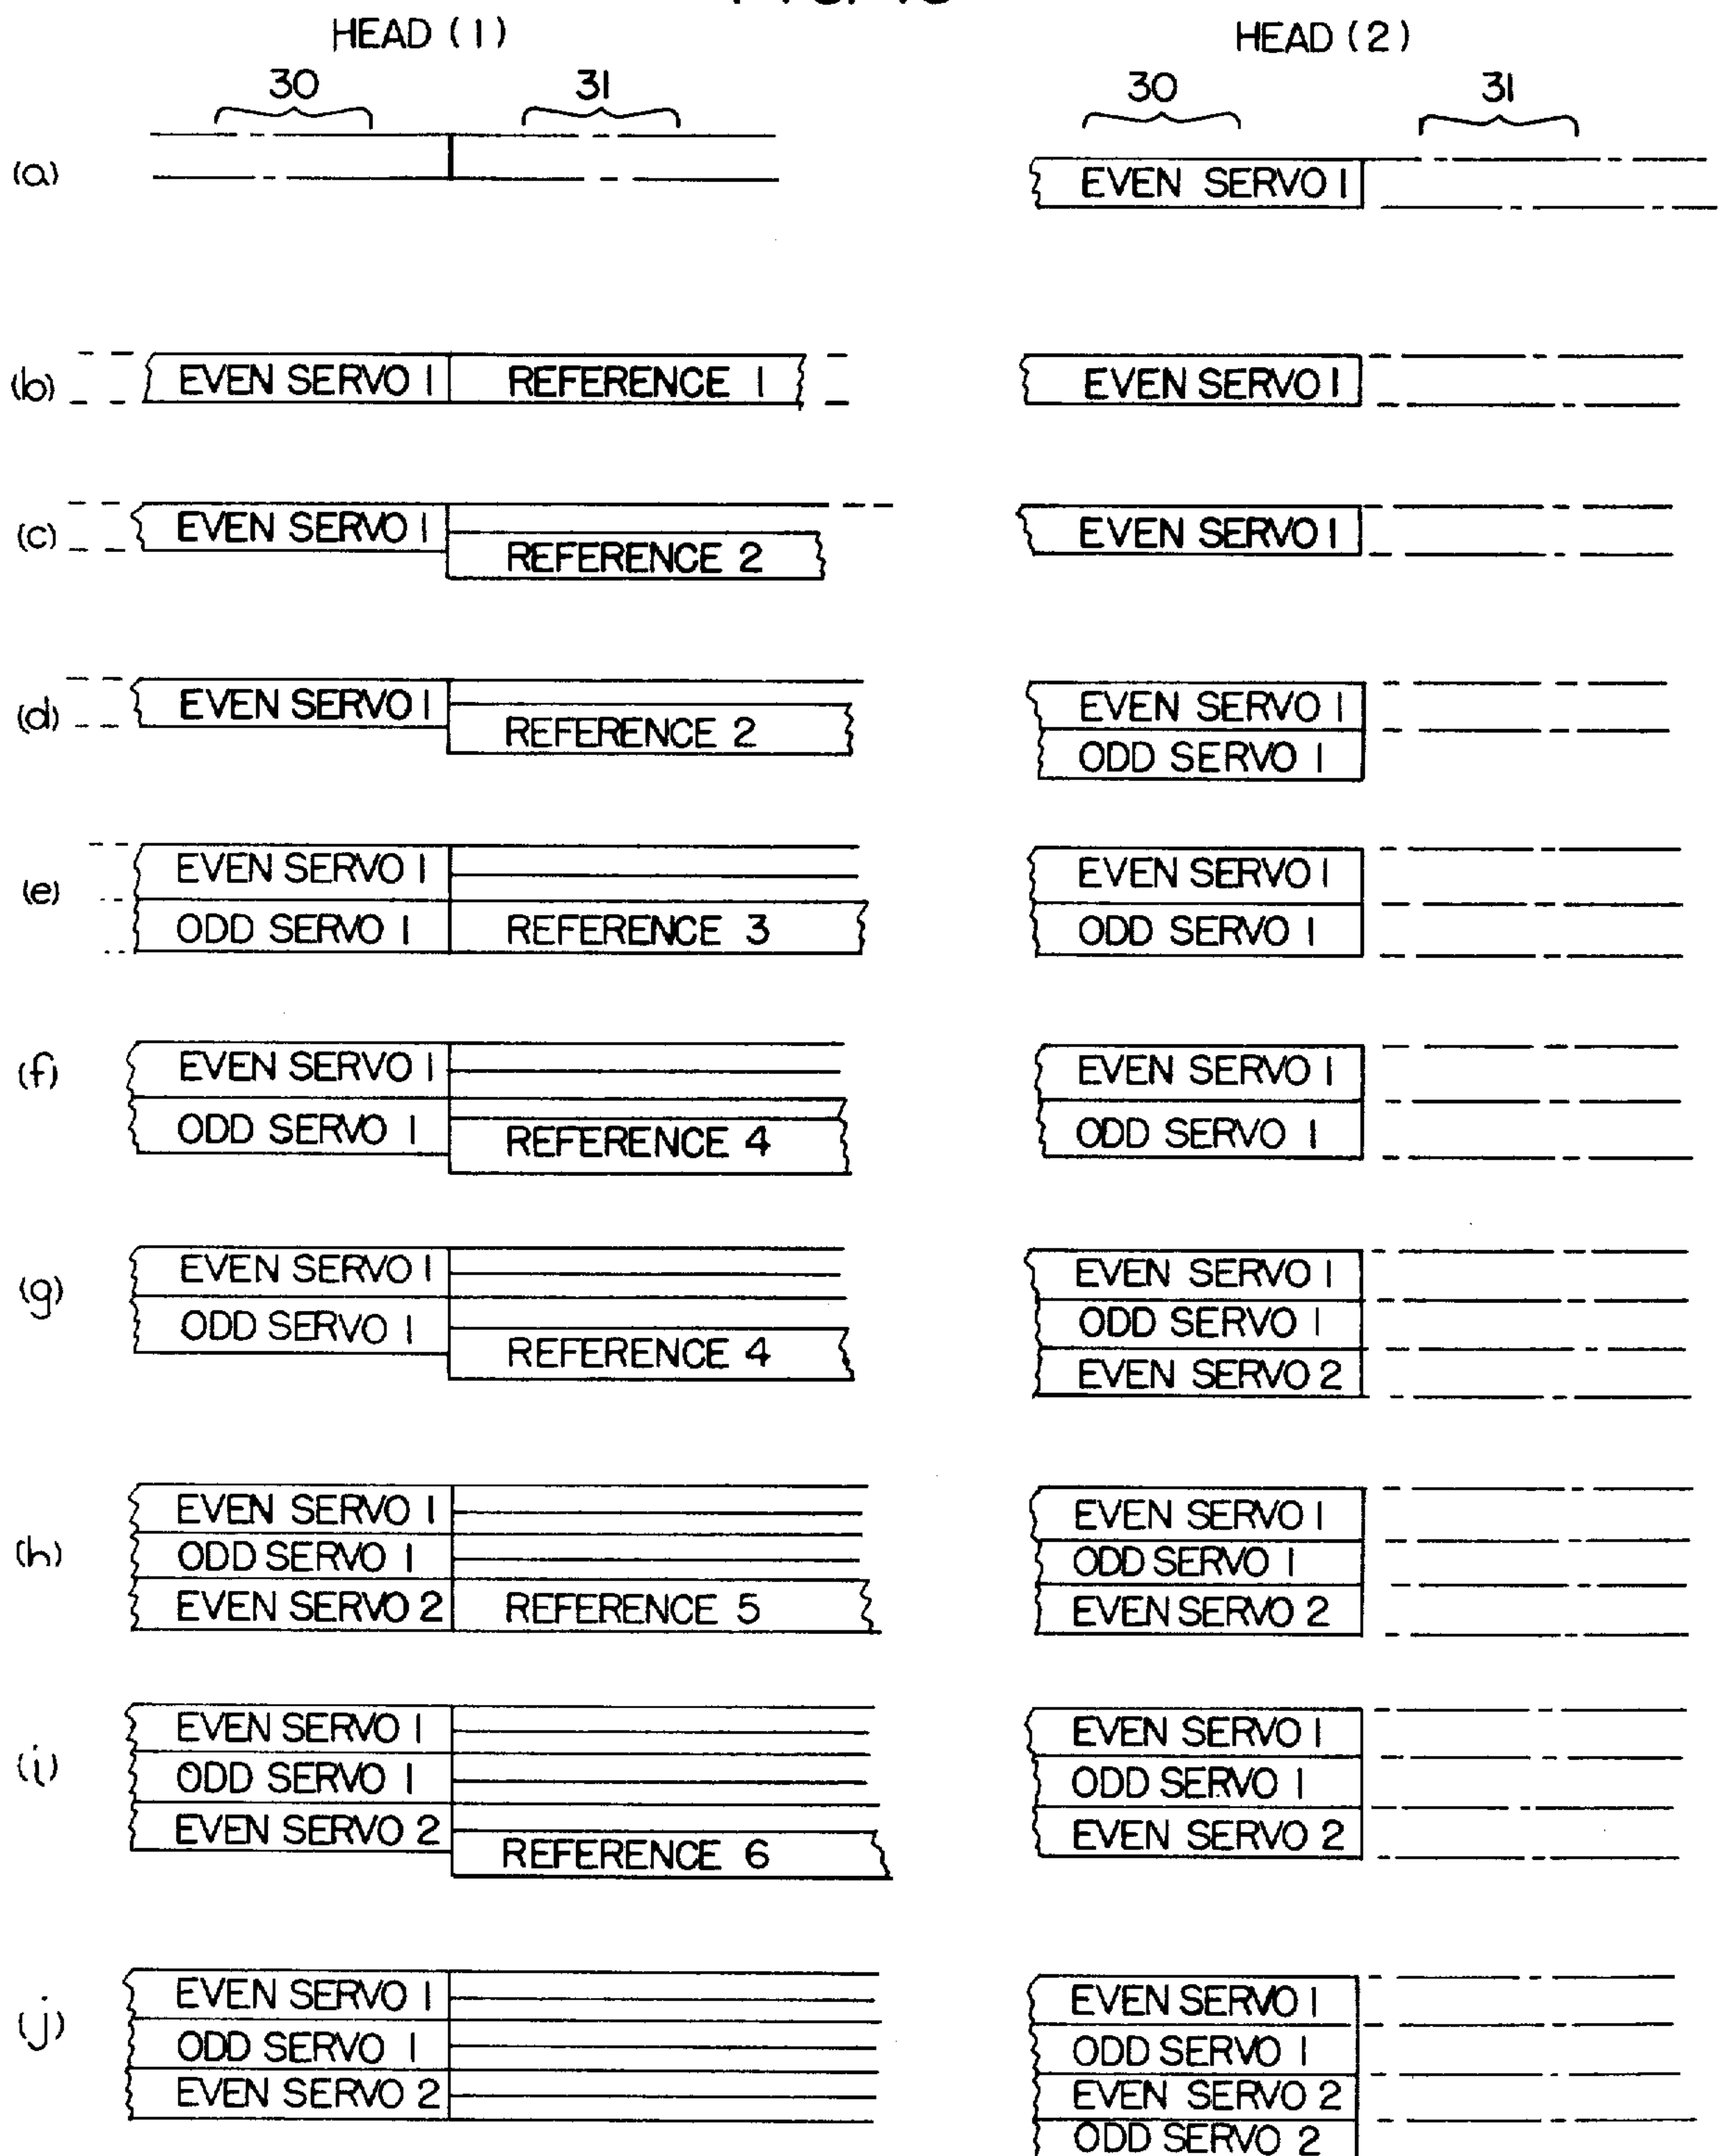 HEAD (1) HEAD (2)
30 31 30 31
(a) EVEN SERVO 1
(b) EVEN SERVO 1 REFERENCE 1 EVEN SERVO 1
(c) EVEN SERVO 1 REFERENCE 2 EVEN SERVO 1
(d) EVEN SERVO 1 REFERENCE 2 EVEN SERVO 1
ODD SERVO 1
(e) EVEN SERVO 1 EVEN SERVO 1
ODD SERVO 1 REFERENCE 3 ODD SERVO 1
(f) EVEN SERVO 1 EVEN SERVO 1
ODD SERVO 1 REFERENCE 4 ODD SERVO 1
(g) EVEN SERVO 1 EVEN SERVO 1
ODD SERVO 1 ODD SERVO 1
REFERENCE 4 EVEN SERVO 2
(h) EVEN SERVO 1 EVEN SERVO 1
ODD SERVO 1 ODD SERVO 1
EVEN SERVO 2 REFERENCE 5 EVEN SERVO 2
(i) EVEN SERVO 1 EVEN SERVO 1
ODD SERVO 1 ODD SERVO 1
EVEN SERVO 2 REFERENCE 6 EVEN SERVO 2
(j) EVEN SERVO 1 EVEN SERVO 1
ODD SERVO 1 ODD SERVO 1
EVEN SERVO 2 EVEN SERVO 2
ODD SERVO 2